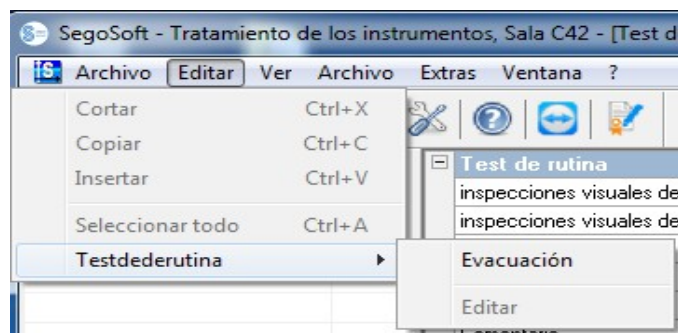 SegoSoft - Tratamiento de los instrumentos, Sala C42 - [Test d
Archivo Editar Ver Archivo Extras Ventana ?
Cortar Ctrl+X
Copiar Ctrl+C
Insertar Ctrl+V
Seleccionar todo Ctrl+A
Testdederutina
Test de rutina
inspecciones visuales de
inspecciones visuales de
Evacuación
Editar